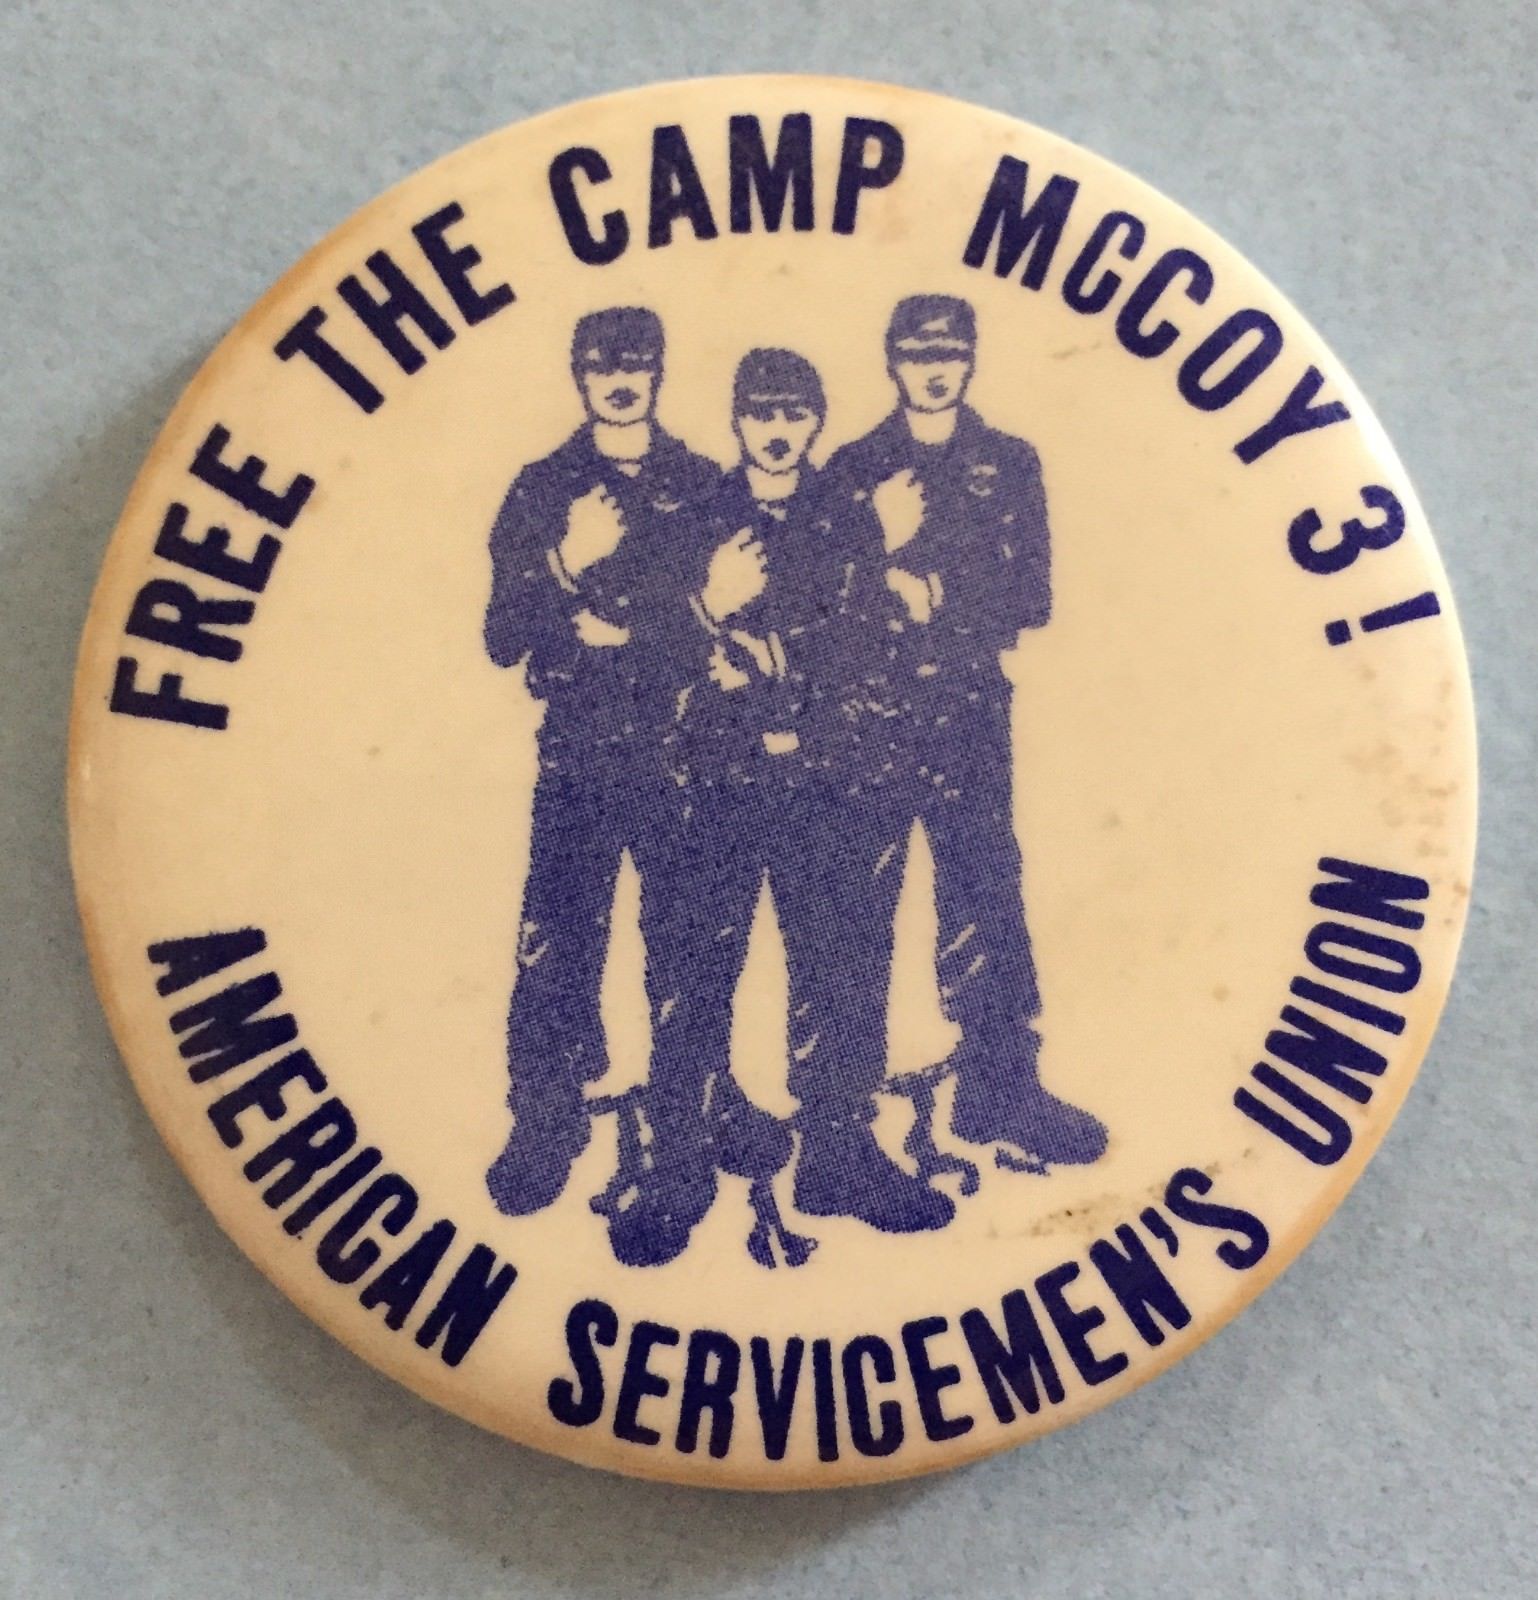 FREE THE CAMP MCCOY 3!
AMERICAN SERVICEMEN'S UNION